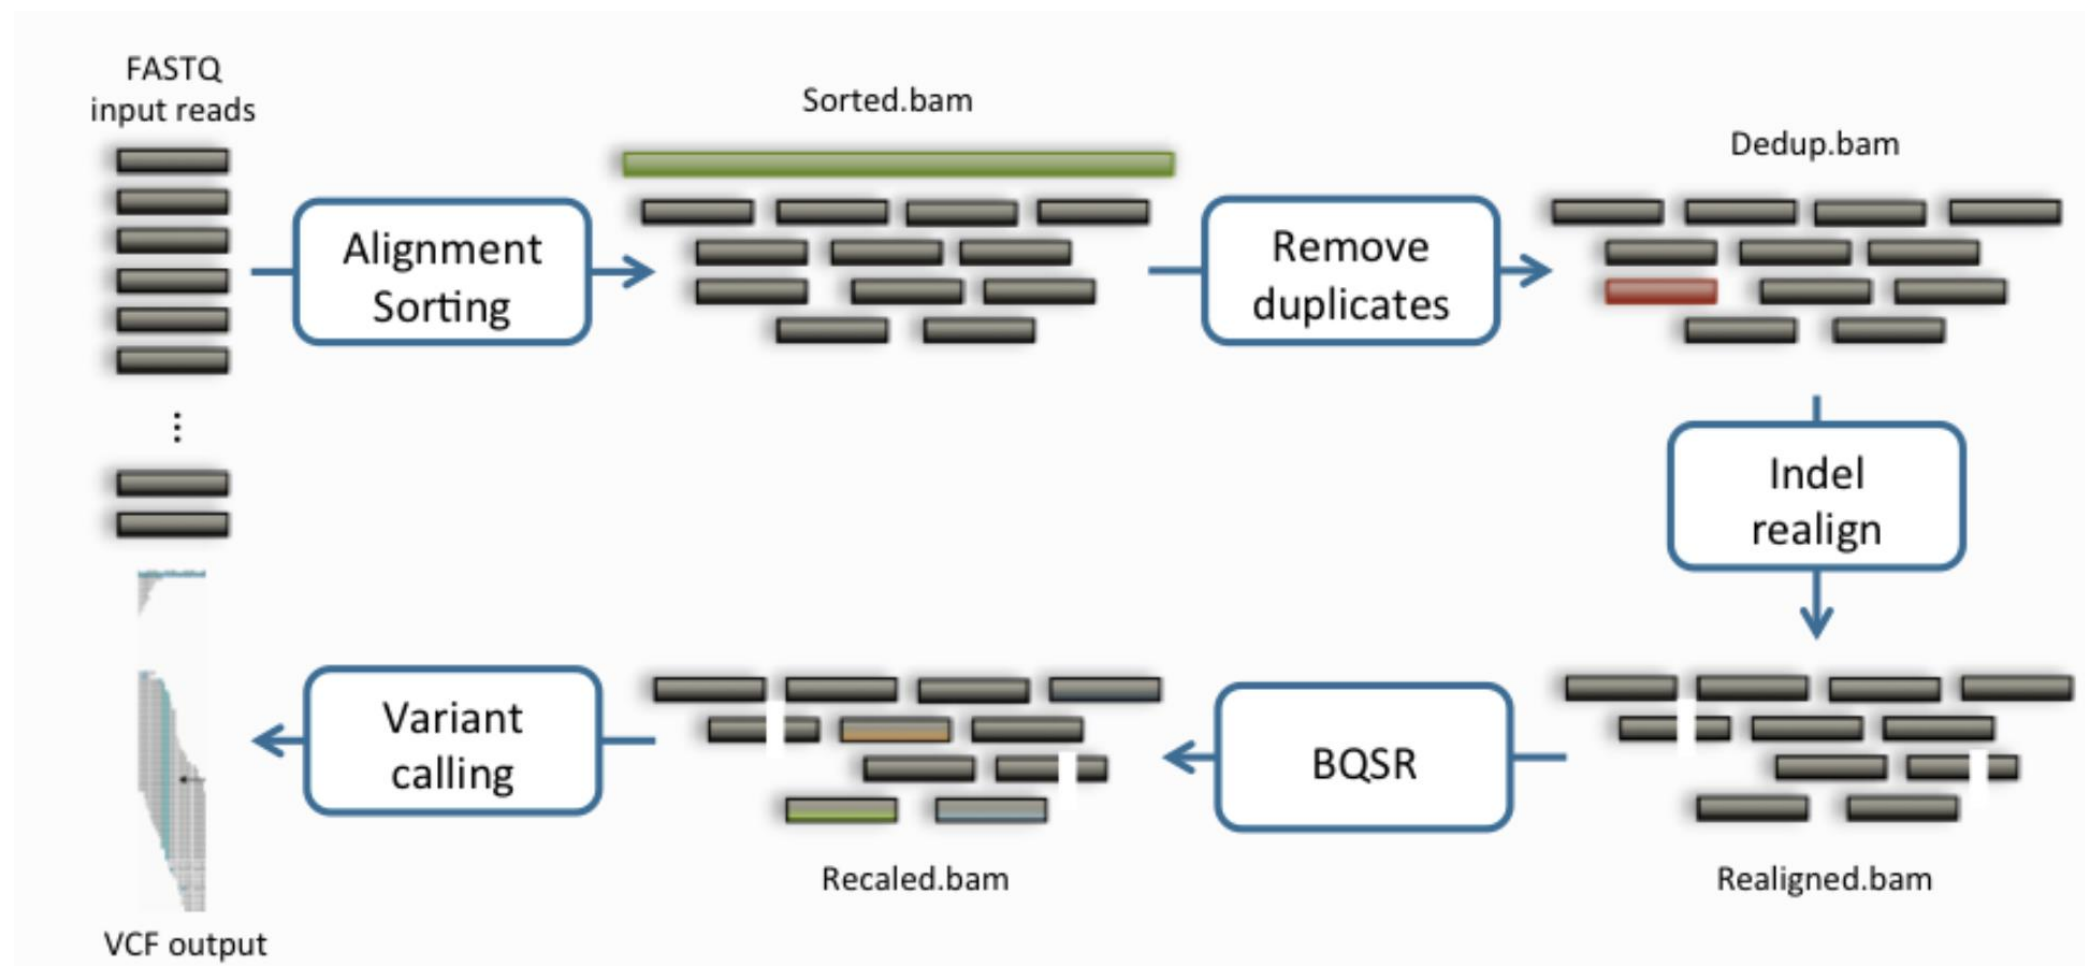 FASTQ
input reads
Alignment
Sorting
Sorted.bam
Remove
duplicates
Dedup.bam
Indel
realign
Realigned.bam
BQSR
Recaled.bam
Variant
calling
VCF output